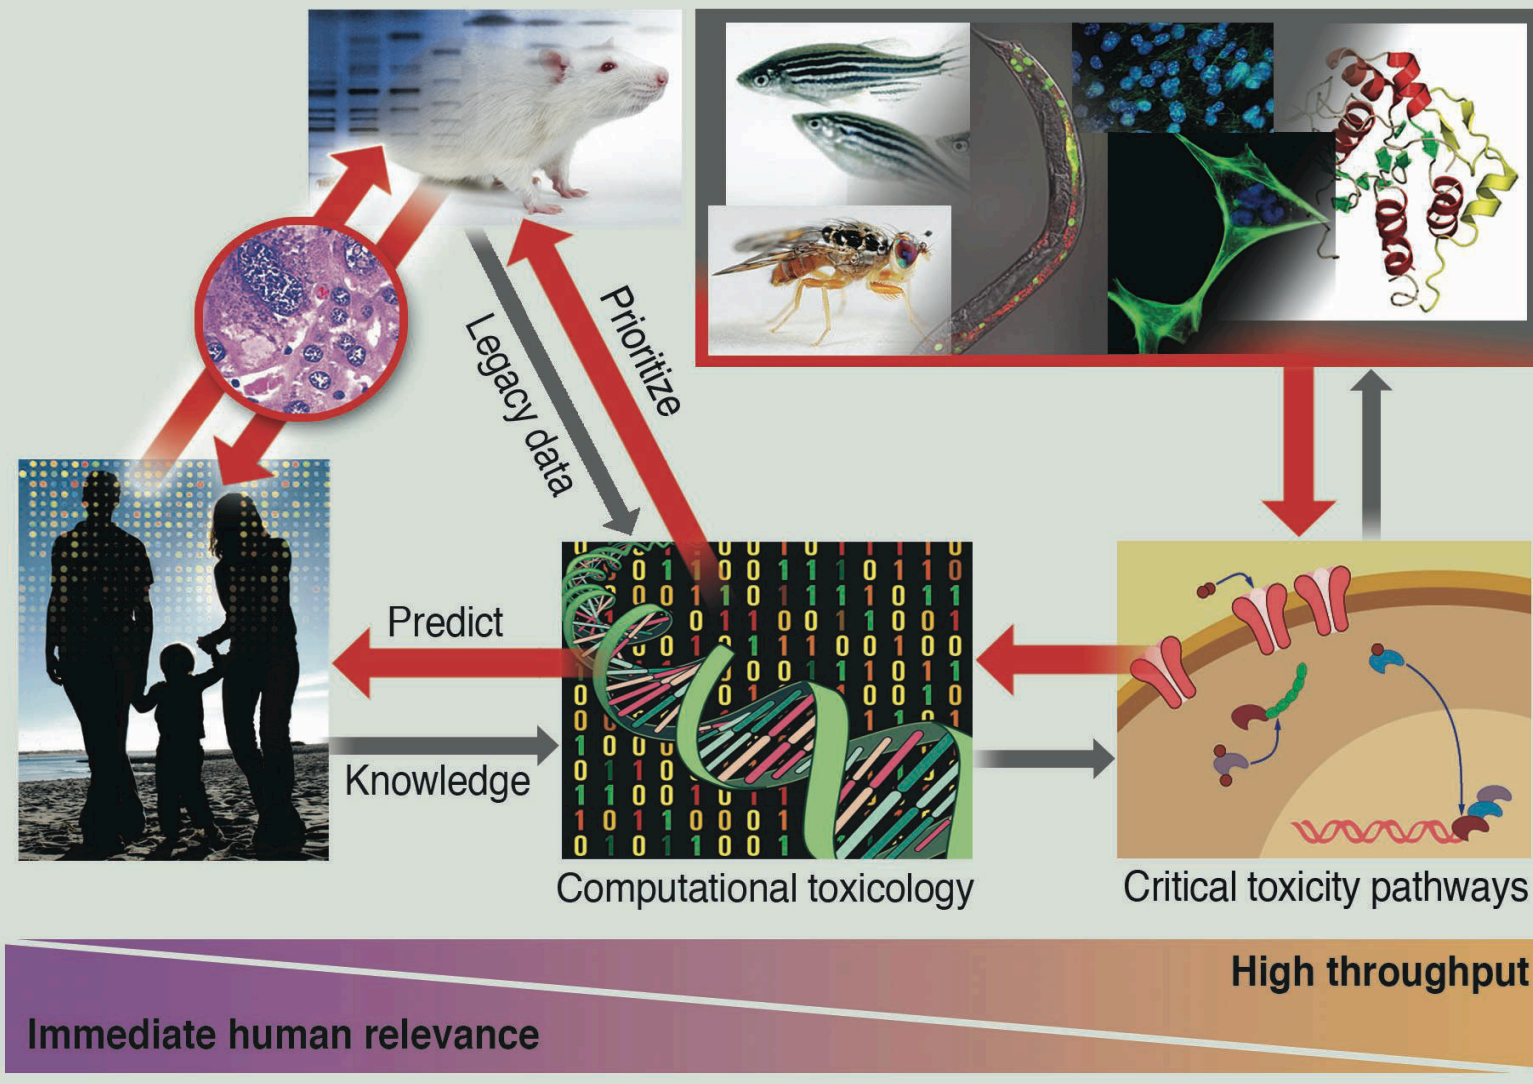 Prioritize
Legacy data
Predict
Knowledge
Computational toxicology
Critical toxicity pathways
High throughput
Immediate human relevance